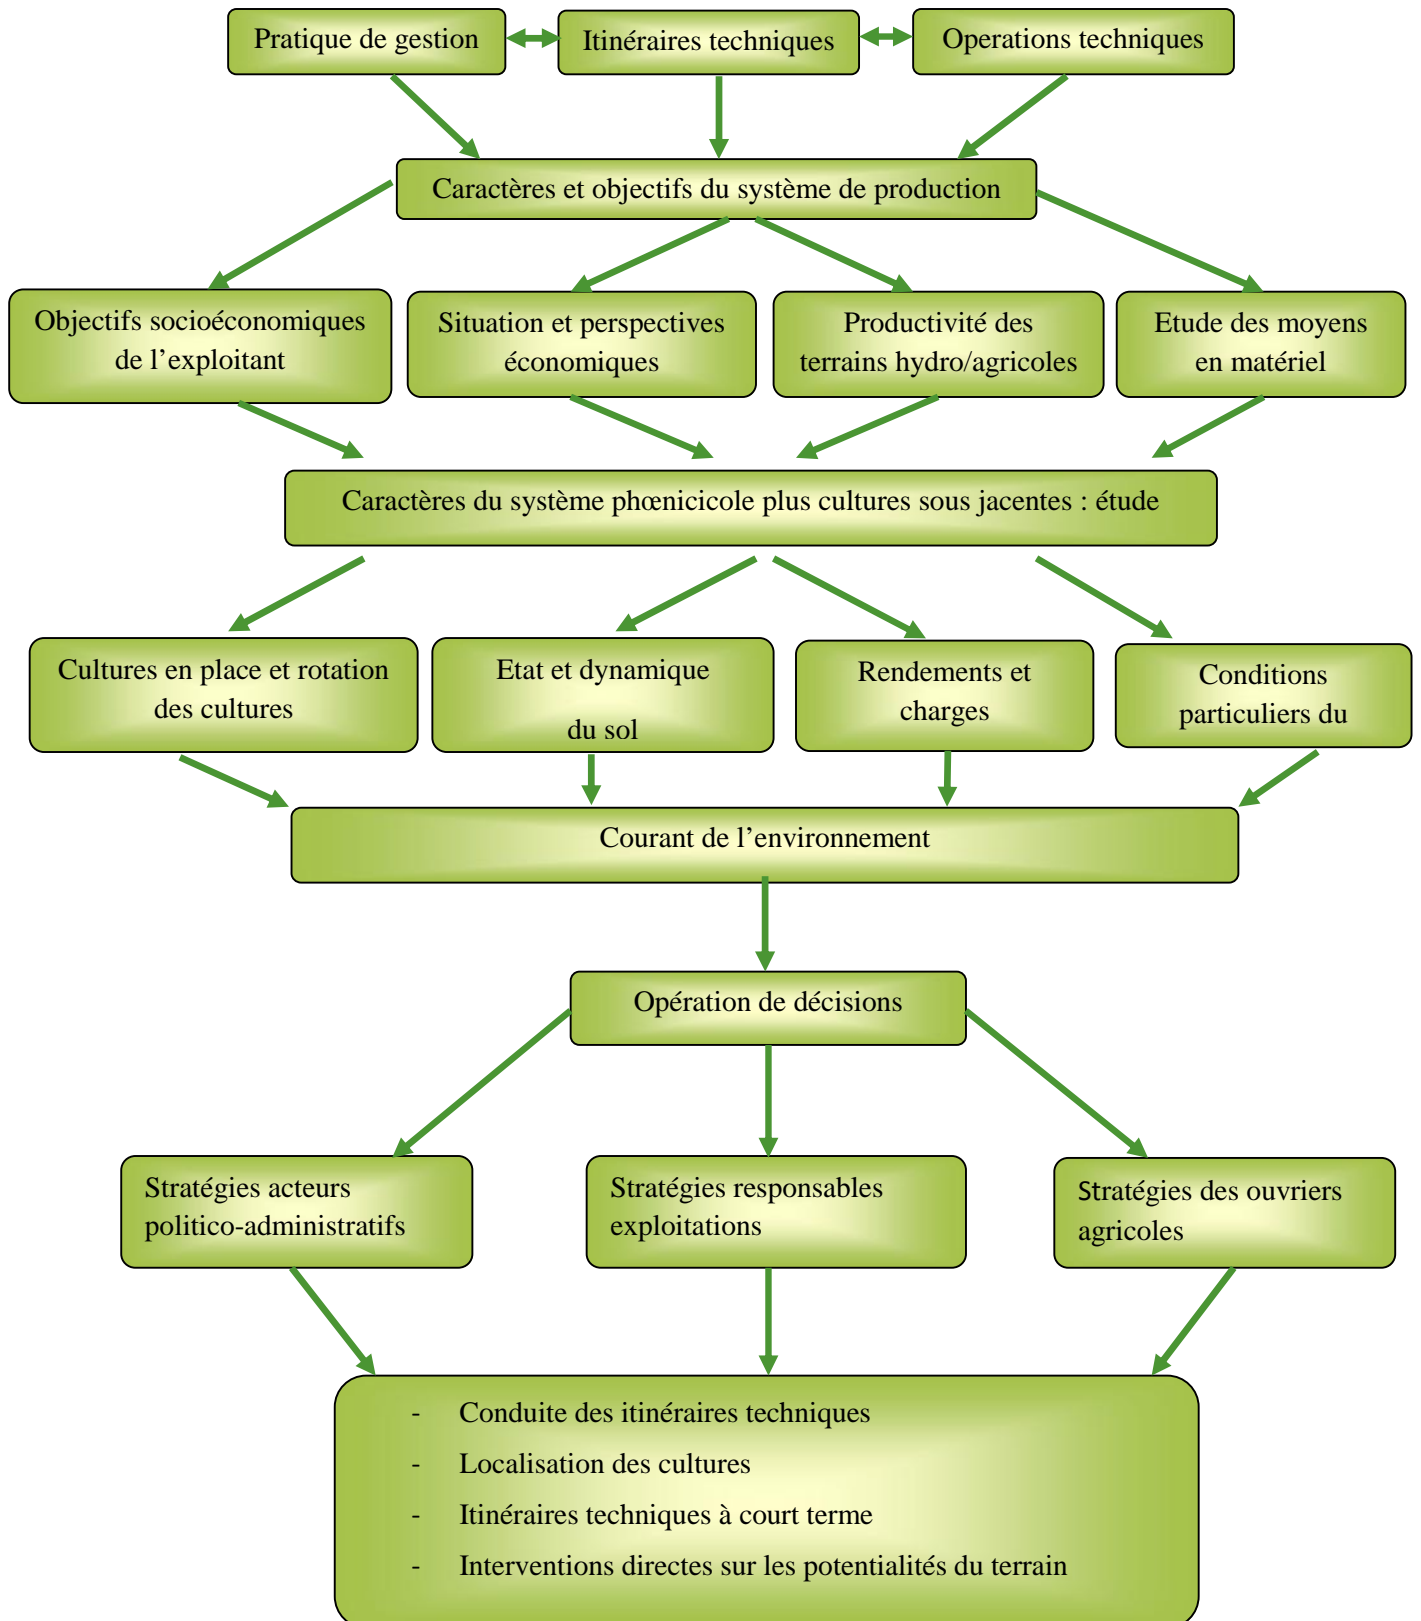 Pratique de gestion
Itinéraires techniques
Operations techniques
Caractères et objectifs du système de production
Objectifs socioéconomiques
de l’exploitant
Situation et perspectives
économiques
Productivité des
terrains hydro/agricoles
Etude des moyens
en matériel
Caractères du système phœnicicole plus cultures sous jacentes : étude
Cultures en place et rotation
des cultures
Etat et dynamique
du sol
Rendements et
charges
Conditions
particuliers du
Courant de l’environnement
Opération de décisions
Stratégies acteurs
politico-administratifs
Stratégies responsables
exploitations
Stratégies des ouvriers
agricoles
- Conduite des itinéraires techniques
- Localisation des cultures
- Itinéraires techniques à court terme
- Interventions directes sur les potentialités du terrain